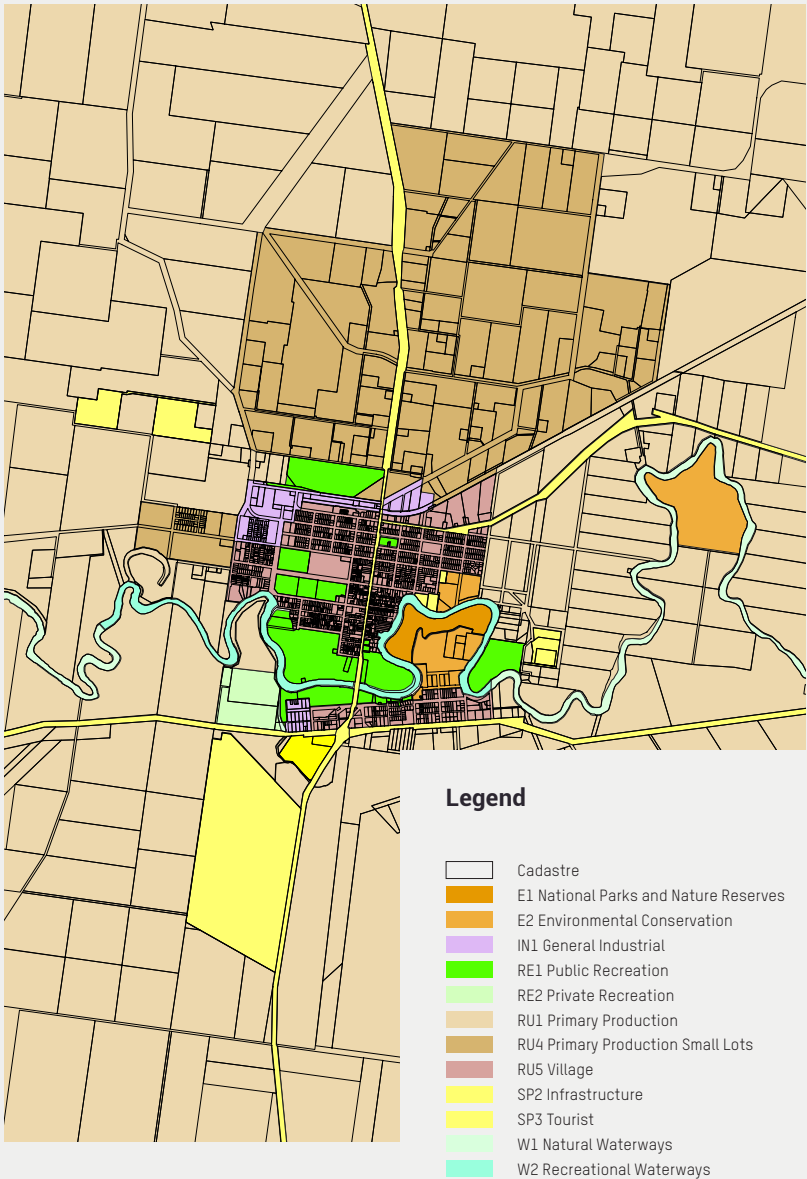 Legend
Cadastre
E1 National Parks and Nature Reserves
E2 Environmental Conservation
IN1 General Industrial
RE1 Public Recreation
RE2 Private Recreation
RU1 Primary Production
RU4 Primary Production Small Lots
RU5 Village
SP2 Infrastructure
SP3 Tourist
W1 Natural Waterways
W2 Recreational Waterways